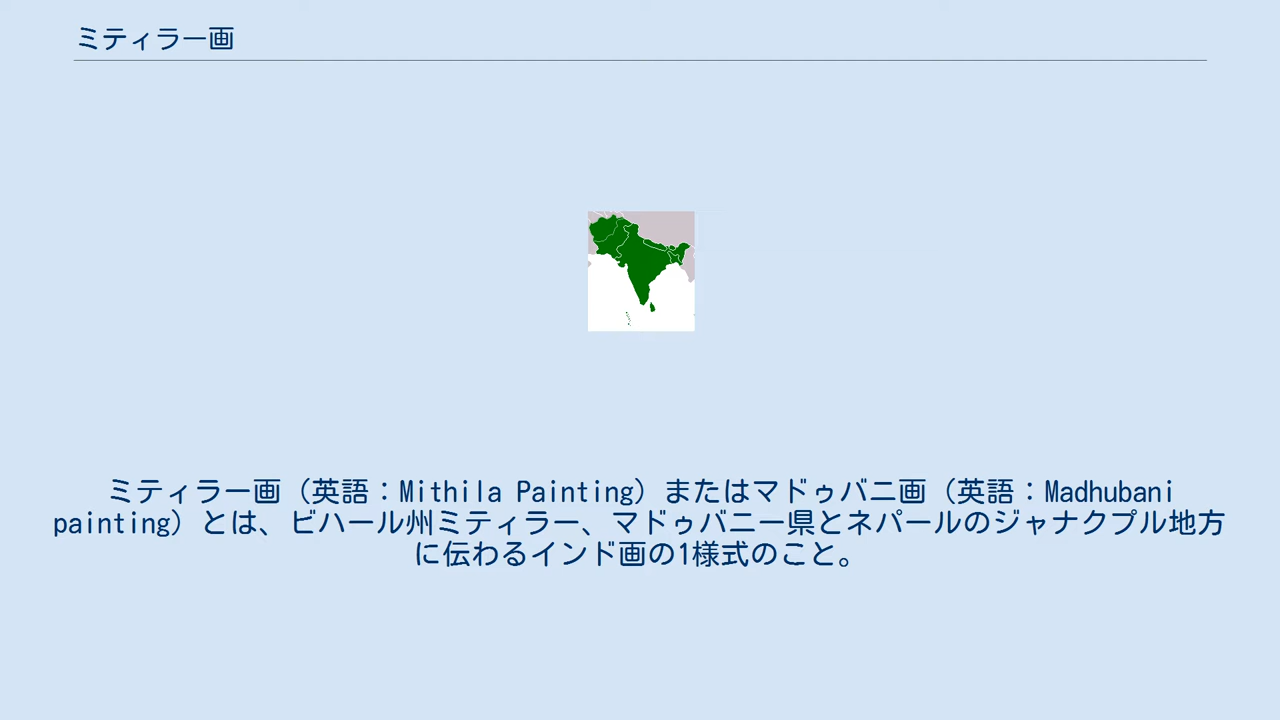 ミティラー画
ミティラー画（英語：Mithila Painting）またはマドゥバニ画（英語：Madhubani
painting）とは、ビハール州ミティラー、マドゥバニー県とネパールのジャナクプル地方
に伝わるインド画の1様式のこと。